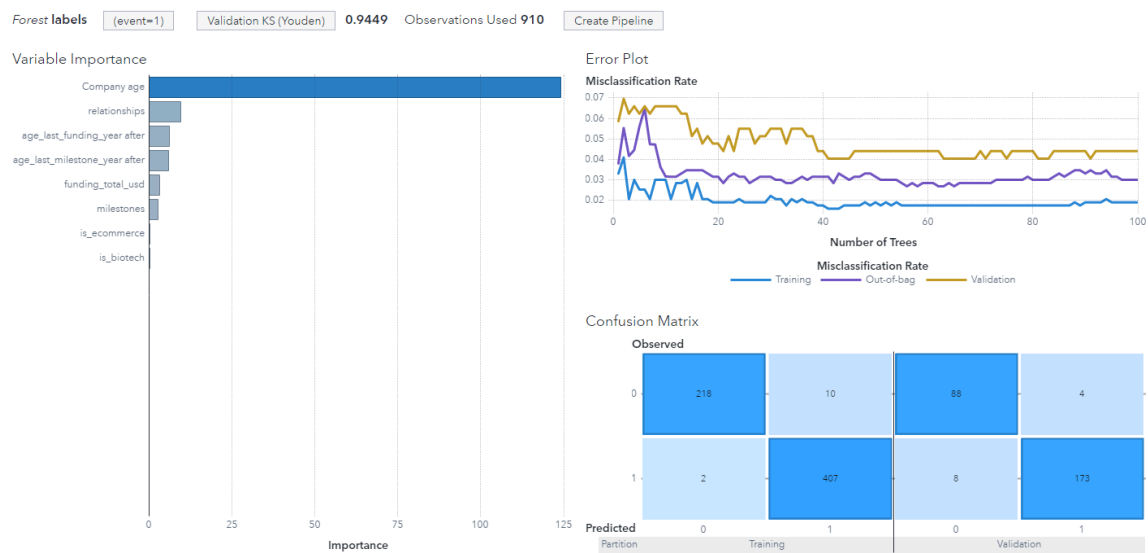 Forest labels (event=1) Validation KS (Youden) 0.9449 Observations Used 910 Create Pipeline
Variable Importance
Company age
relationships
age_last_funding_year after
age_last_milestone_year after
funding_total_usd
milestones
is_ecommerce
is_biotech
0 25 50 75 100 125
Importance
Error Plot
Misclassification Rate
0.07
0.06
0.05
0.04
0.03
0.02
0 20 40 60 80 100
Number of Trees
Misclassification Rate
Training Out-of-bag Validation
Confusion Matrix
Observed
0 218 10 88 4
1 2 407 8 173
Predicted 0 1 0 1
Partition Training Validation